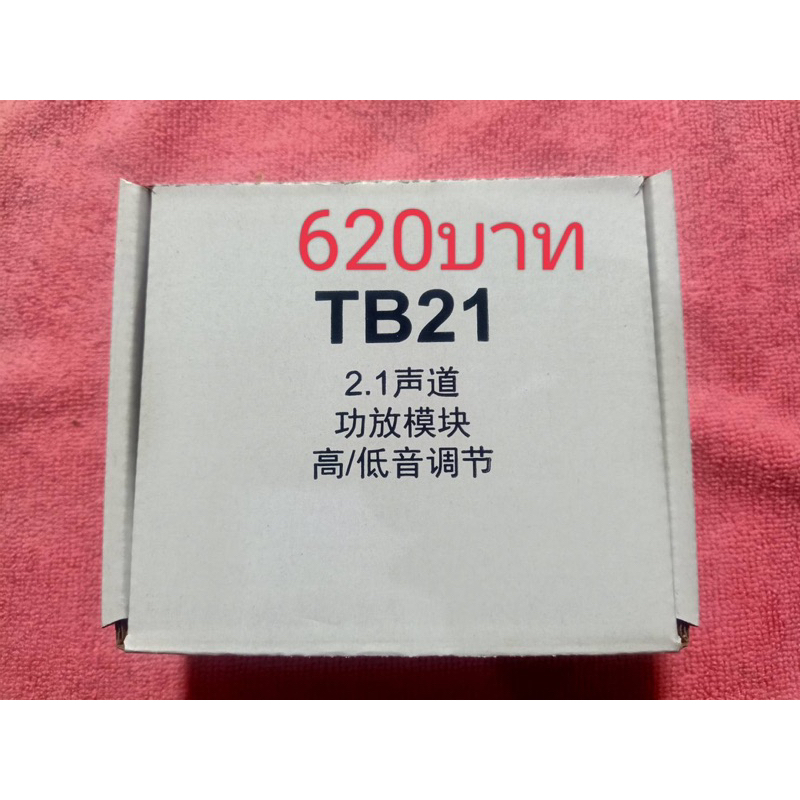 620บาท
TB21
2.1声道
功放模块
高/低音调节